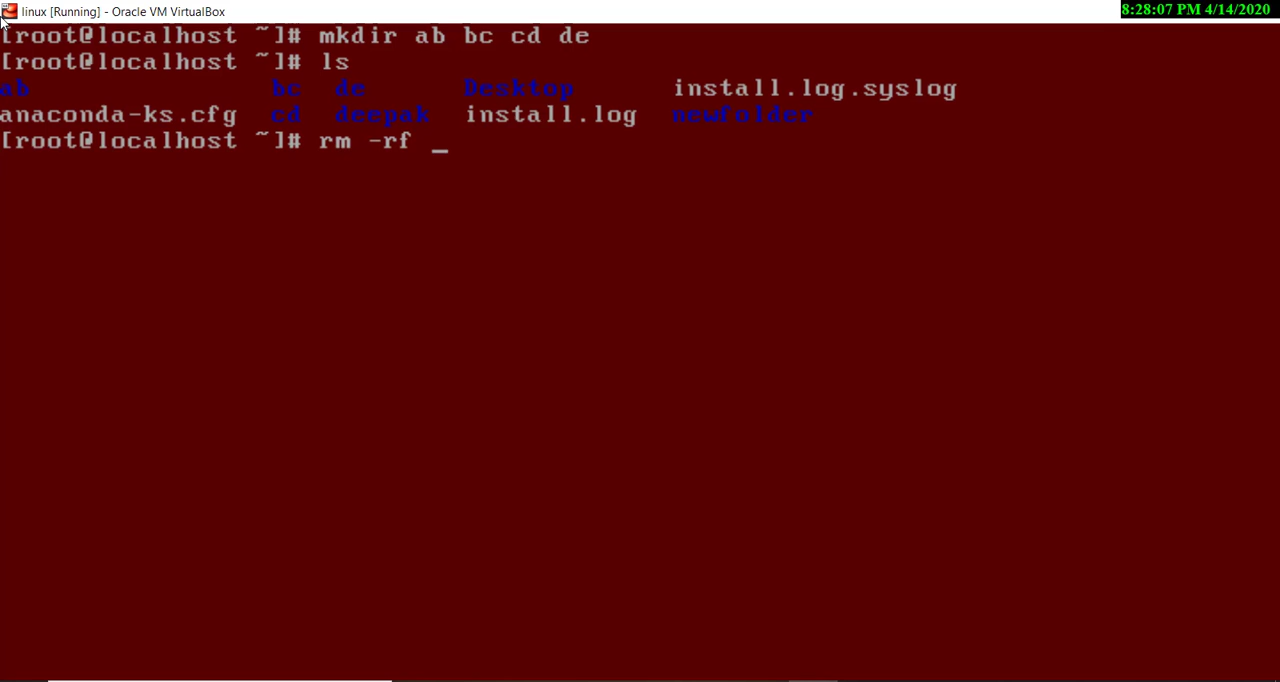 linux [Running] - Oracle VM VirtualBox
8:28:07 PM 4/14/2020
[root@localhost ~]# mkdir ab bc cd de
[root@localhost ~]# ls
ab bc de Desktop install.log.syslog
anaconda-ks.cfg cd deepak install.log newfolder
[root@localhost ~]# rm -rf _